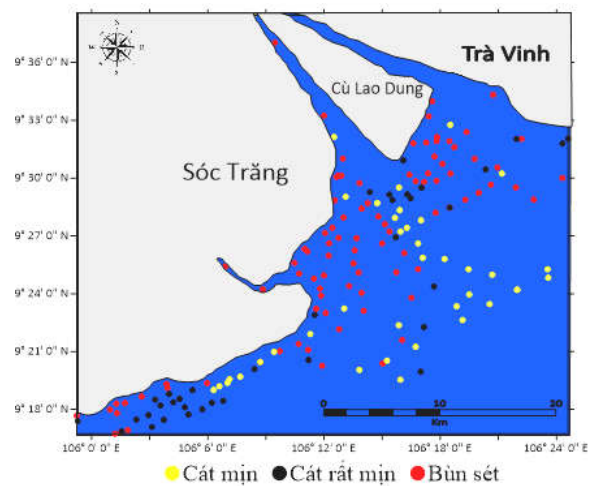 N
W
E
S
Trà Vinh
Cù Lao Dung
Sóc Trăng
9° 36' 0" N
9° 33' 0" N
9° 30' 0" N
9° 27' 0" N
9° 24' 0" N
9° 21' 0" N
9° 18' 0" N
0 10 20
Km
106° 0' 0" E 106° 6' 0" E 106° 12' 0" E 106° 18' 0" E 106° 24' 0" E
Cát mịn Cát rất mịn Bùn sét